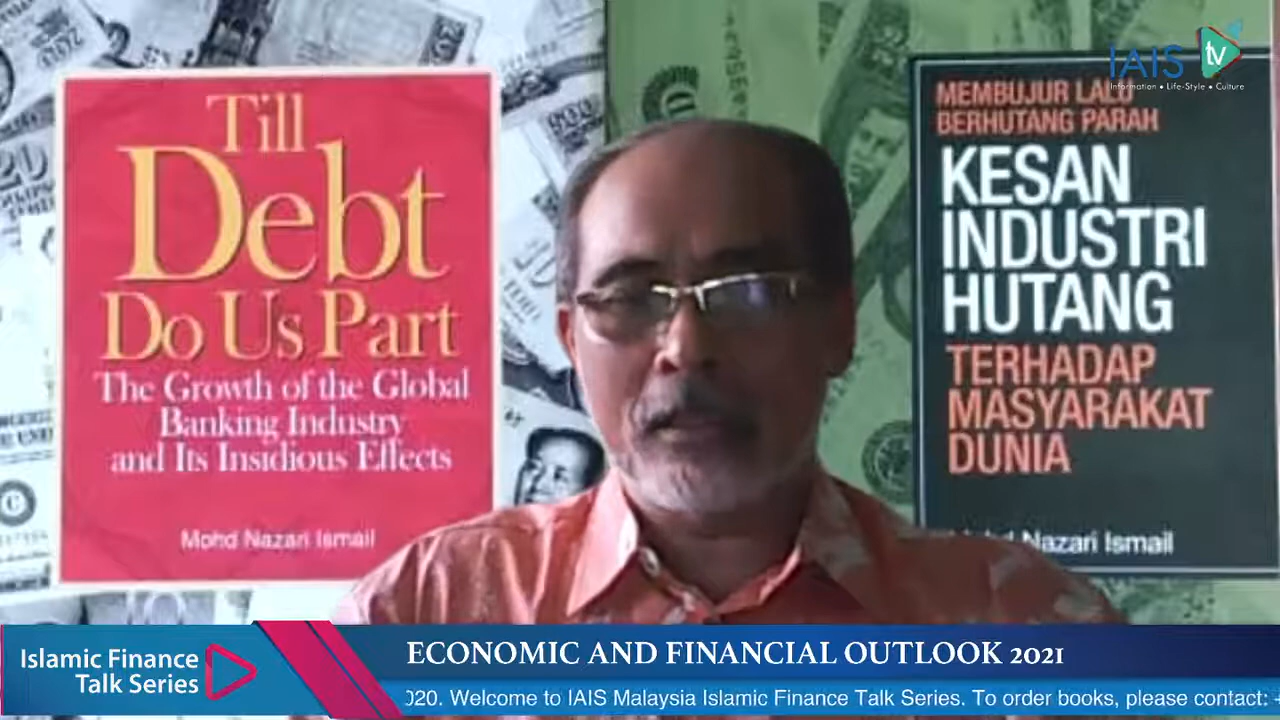 Till
Debt
Do Us Part
The Growth of the Global
Banking Industry
and Its Insidious Effects
Mohd Nazari Ismail
IAIS tv
Information • Life-Style • Culture
MEMBUJUR LALU
BERHUTANG PARAH
KESAN
INDUSTRI
HUTANG
TERHADAP
MASYARAKAT
DUNIA
Mohd Nazari Ismail
Islamic Finance
Talk Series
ECONOMIC AND FINANCIAL OUTLOOK 2021
020. Welcome to IAIS Malaysia Islamic Finance Talk Series. To order books, please contact: